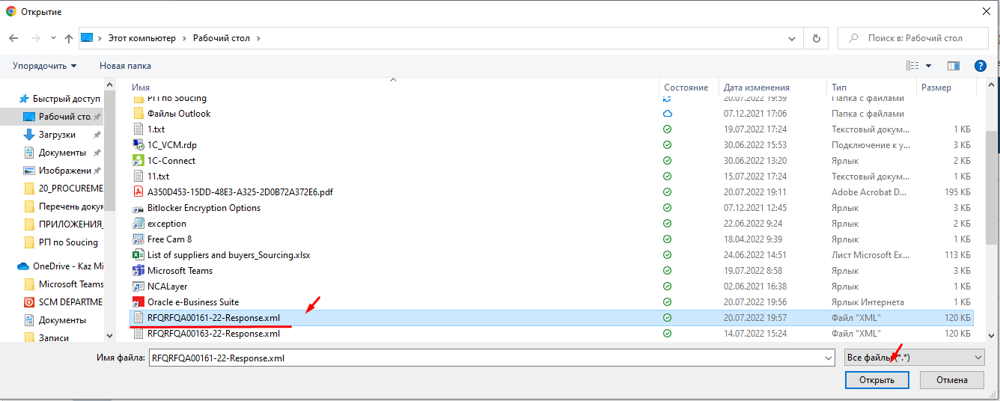 Открытие
Этот компьютер Рабочий стол
Поиск в: Рабочий стол
Упорядочить Новая папка
Имя Состояние Дата изменения Тип Размер
РП по Soucing 20.07.2022 19:59 Папка с файлами
Файлы Outlook 07.12.2021 17:06 Папка с файлами
1.txt 19.07.2022 17:24 Текстовый докум... 1 КБ
1C_VCM.rdp 30.06.2022 15:53 Подключение к у... 3 КБ
1C-Connect 30.06.2022 13:20 Ярлык 2 КБ
11.txt 15.07.2022 17:24 Текстовый докум... 1 КБ
A350D453-15DD-48E3-A325-2D0B72A372E6.pdf 20.07.2022 19:11 Adobe Acrobat D... 195 КБ
Bitlocker Encryption Options 07.12.2021 12:45 Ярлык 3 КБ
exception 22.06.2022 9:24 Ярлык 2 КБ
Free Cam 8 18.04.2022 9:39 Ярлык 1 КБ
List of suppliers and buyers_Sourcing.xlsx 24.06.2022 14:51 Лист Microsoft Ex... 113 КБ
Microsoft Teams 19.07.2022 8:58 Ярлык 3 КБ
NCALayer 02.06.2021 16:38 Ярлык 1 КБ
Oracle e-Business Suite 20.07.2022 19:56 Ярлык Интернета 1 КБ
RFQRFQA00161-22-Response.xml 20.07.2022 19:57 Файл "XML" 120 КБ
RFQRFQA00163-22-Response.xml 14.07.2022 15:24 Файл "XML" 120 КБ
Быстрый доступ
Рабочий сто.
Загрузки
Документы
Изображени
20_PROCUREME
Перечень докум
ПРИЛОЖЕНИЯ_
РП по Soucing
OneDrive - Kaz Mi
Microsoft Teams
SCM DEPARTME
Документы
Записи
Имя файла: RFQRFQA00161-22-Response.xml Все файлы (*.*)
Открыть Отмена